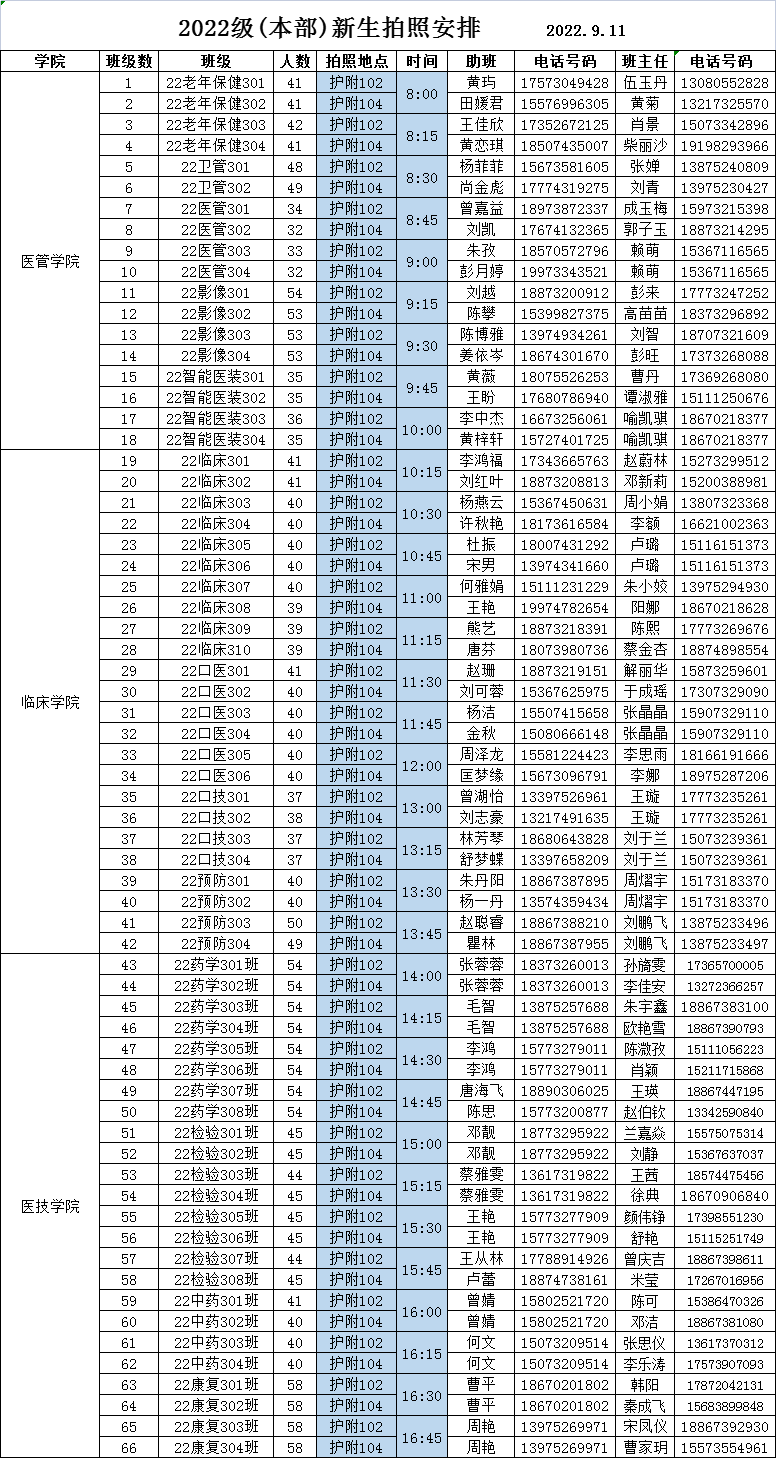 2022级(本部)新生拍照安排 2022.9.11
学院 班级数 班级 人数 拍照地点 时间 助班 电话号码 班主任 电话号码
医管学院
1 22老年保健301 41 护附102 8:00 黄玙 17573049428 伍玉丹 13080552828
2 22老年保健302 41 护附104 田媛君 15576996305 黄菊 13217325570
3 22老年保健303 42 护附102 8:15 王佳欣 17352672125 肖景 15073342896
4 22老年保健304 41 护附104 黄恋琪 18507435007 柴丽沙 19198293966
5 22卫管301 48 护附102 8:30 杨菲菲 15673581605 张婵 13875240809
6 22卫管302 49 护附104 尚金彪 17774319275 刘青 13975230427
7 22医管301 34 护附102 8:45 曾嘉益 18973872337 成玉梅 15973215398
8 22医管302 32 护附104 刘凯 17674132365 郭子玉 18873214295
9 22医管303 33 护附102 9:00 朱孜 18570572796 赖萌 15367116565
10 22医管304 32 护附104 彭月婷 19973343521 赖萌 15367116565
11 22影像301 54 护附102 9:15 刘越 18873200912 彭来 17773247252
12 22影像302 53 护附104 陈攀 15399827375 高苗苗 18373296892
13 22影像303 53 护附102 9:30 陈博雅 13974934261 刘智 18707321609
14 22影像304 53 护附104 姜依岑 18674301670 彭旺 17373268088
15 22智能医装301 35 护附102 9:45 黄薇 18075526253 曹丹 17369268080
16 22智能医装302 35 护附104 王盼 17680786940 谭淑雅 15111250676
17 22智能医装303 36 护附102 10:00 李中杰 16673256061 喻凯骐 18670218377
18 22智能医装304 35 护附104 黄梓轩 15727401725 喻凯骐 18670218377
临床学院
19 22临床301 41 护附102 10:15 李鸿福 17343665763 赵蔚林 15273299512
20 22临床302 41 护附104 刘红叶 18873208813 邓新莉 15200388981
21 22临床303 40 护附102 10:30 杨燕云 15367450631 周小娟 13807323368
22 22临床304 40 护附104 许秋艳 18173616584 李颔 16621002363
23 22临床305 40 护附102 10:45 杜振 18007431292 卢璐 15116151373
24 22临床306 40 护附104 宋男 13974341660 卢璐 15116151373
25 22临床307 40 护附102 11:00 何雅娟 15111231229 朱小姣 13975294930
26 22临床308 39 护附104 王艳 19974782654 阳娜 18670218628
27 22临床309 39 护附102 11:15 熊艺 18873218391 陈熙 17773269676
28 22临床310 39 护附104 唐芬 18073980736 蔡金杏 18874898554
29 22口医301 41 护附102 11:30 赵珊 18873219151 解丽华 15873259601
30 22口医302 40 护附104 刘可蓉 15367625975 于成瑶 17307329090
31 22口医303 40 护附102 11:45 杨洁 15507415658 张晶晶 15907329110
32 22口医304 40 护附104 金秋 15080666148 张晶晶 15907329110
33 22口医305 40 护附102 12:00 周泽龙 15581224423 李思雨 18166191666
34 22口医306 40 护附104 匡梦缘 15673096791 李娜 18975287206
35 22口技301 37 护附102 13:00 曾湖怡 13397526961 王璇 17773235261
36 22口技302 38 护附104 刘志豪 13217491635 王璇 17773235261
37 22口技303 37 护附102 13:15 林芳琴 18680643828 刘于兰 15073239361
38 22口技304 37 护附104 舒梦蝶 13397658209 刘于兰 15073239361
39 22预防301 40 护附102 13:30 朱丹阳 18867387895 周熠宇 15173183370
40 22预防302 40 护附104 杨一丹 13574359434 周熠宇 15173183370
41 22预防303 50 护附102 13:45 赵聪睿 18867388210 刘鹏飞 13875233496
42 22预防304 49 护附104 瞿林 18867387955 刘鹏飞 13875233497
医技学院
43 22药学301班 54 护附102 14:00 张蓉蓉 18373260013 孙旖雯 17365700005
44 22药学302班 54 护附104 张蓉蓉 18373260013 李佳安 13272366257
45 22药学303班 54 护附102 14:15 毛智 13875257688 朱宇鑫 18867383100
46 22药学304班 54 护附104 毛智 13875257688 欧艳雪 18867390793
47 22药学305班 54 护附102 14:30 李鸿 15773279011 陈溦孜 15111056223
48 22药学306班 54 护附104 李鸿 15773279011 肖颖 15211715868
49 22药学307班 54 护附102 14:45 唐海飞 18890306025 王瑛 18867447195
50 22药学308班 54 护附104 陈思 15773200877 赵伯钦 13342590840
51 22检验301班 45 护附102 15:00 邓靓 18773295922 兰嘉焱 15575075314
52 22检验302班 45 护附104 邓靓 18773295922 刘静 15367637037
53 22检验303班 44 护附102 15:15 蔡雅雯 13617319822 王茜 18574475456
54 22检验304班 45 护附104 蔡雅雯 13617319822 徐典 18670906840
55 22检验305班 45 护附102 15:30 王艳 15773277909 颜伟铮 17398551230
56 22检验306班 45 护附104 王艳 15773277909 舒艳 15115251749
57 22检验307班 44 护附102 15:45 王从林 17788914926 曾庆吉 18867398611
58 22检验308班 45 护附104 卢蕾 18874738161 米莹 17267016956
59 22中药301班 41 护附102 16:00 曾婧 15802521720 陈可 15386470326
60 22中药302班 40 护附104 曾婧 15802521720 邓洁 18867381080
61 22中药303班 40 护附102 16:15 何文 15073209514 张思仪 13617370312
62 22中药304班 40 护附104 何文 15073209514 李乐涛 17573907093
63 22康复301班 58 护附102 16:30 曹平 18670201802 韩阳 17872042131
64 22康复302班 58 护附104 曹平 18670201802 秦成飞 15683899848
65 22康复303班 58 护附102 16:45 周艳 13975269971 宋凤仪 18867392930
66 22康复304班 58 护附104 周艳 13975269971 曹家玥 15573554961